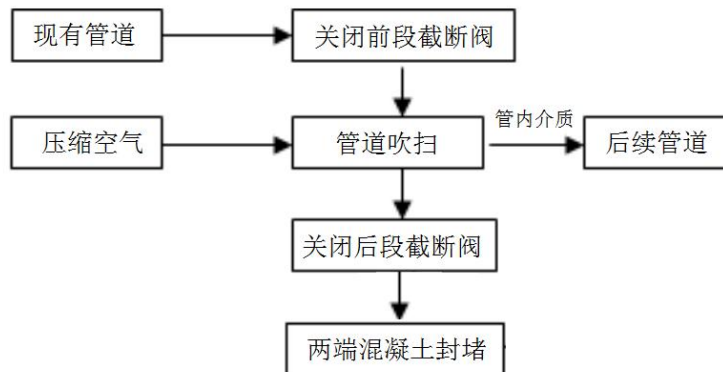 现有管道
关闭前段截断阀
压缩空气
管道吹扫
管内介质
后续管道
关闭后段截断阀
两端混凝土封堵